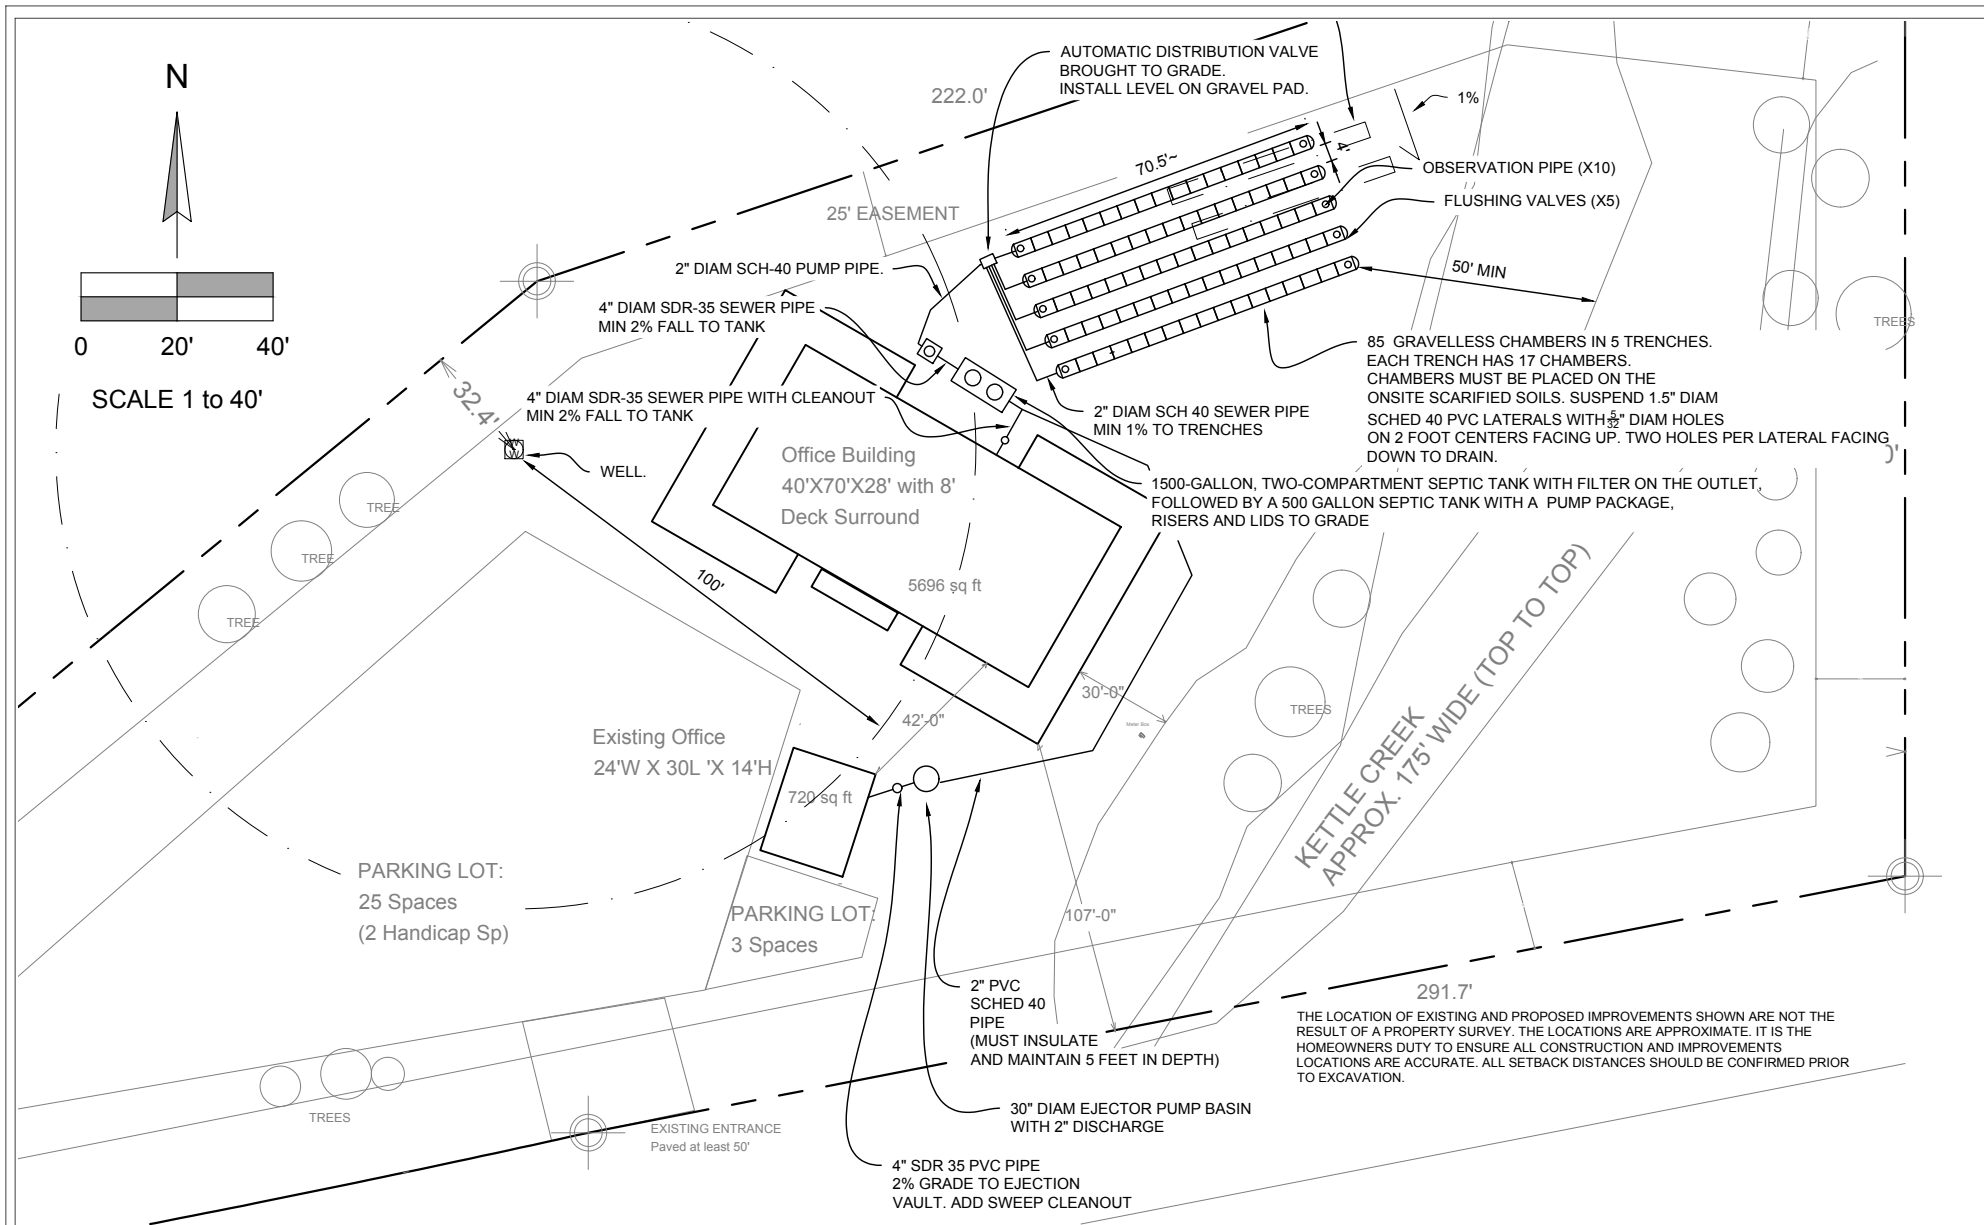 N
0 20' 40'
SCALE 1 to 40'
222.0'
AUTOMATIC DISTRIBUTION VALVE
BROUGHT TO GRADE.
INSTALL LEVEL ON GRAVEL PAD.
1%
70.5'~
4'
OBSERVATION PIPE (X10)
FLUSHING VALVES (X5)
25' EASEMENT
50' MIN
2" DIAM SCH-40 PUMP PIPE.
4" DIAM SDR-35 SEWER PIPE
MIN 2% FALL TO TANK
TREES
85 GRAVELLESS CHAMBERS IN 5 TRENCHES.
EACH TRENCH HAS 17 CHAMBERS.
CHAMBERS MUST BE PLACED ON THE
ONSITE SCARIFIED SOILS. SUSPEND 1.5" DIAM
SCHED 40 PVC LATERALS WITH 5/32" DIAM HOLES
ON 2 FOOT CENTERS FACING UP. TWO HOLES PER LATERAL FACING
DOWN TO DRAIN.
32.4'
4" DIAM SDR-35 SEWER PIPE WITH CLEANOUT
MIN 2% FALL TO TANK
2" DIAM SCH 40 SEWER PIPE
MIN 1% TO TRENCHES
W
W
WELL.
Office Building
40'X70'X28' with 8'
Deck Surround
1500-GALLON, TWO-COMPARTMENT SEPTIC TANK WITH FILTER ON THE OUTLET,
FOLLOWED BY A 500 GALLON SEPTIC TANK WITH A PUMP PACKAGE,
RISERS AND LIDS TO GRADE
TREE
TREE
TREE
100'
5696 sq ft
KETTLE CREEK
APPROX. 175' WIDE (TOP TO TOP)
30'-0"
TREES
42'-0"
Existing Office
24'W X 30L 'X 14'H
720 sq ft
PARKING LOT:
25 Spaces
(2 Handicap Sp)
PARKING LOT:
3 Spaces
107'-0"
2" PVC
SCHED 40
PIPE
(MUST INSULATE
AND MAINTAIN 5 FEET IN DEPTH)
291.7'
THE LOCATION OF EXISTING AND PROPOSED IMPROVEMENTS SHOWN ARE NOT THE
RESULT OF A PROPERTY SURVEY. THE LOCATIONS ARE APPROXIMATE. IT IS THE
HOMEOWNERS DUTY TO ENSURE ALL CONSTRUCTION AND IMPROVEMENTS
LOCATIONS ARE ACCURATE. ALL SETBACK DISTANCES SHOULD BE CONFIRMED PRIOR
TO EXCAVATION.
TREES
EXISTING ENTRANCE
Paved at least 50'
30" DIAM EJECTOR PUMP BASIN
WITH 2" DISCHARGE
4" SDR 35 PVC PIPE
2% GRADE TO EJECTION
VAULT. ADD SWEEP CLEANOUT